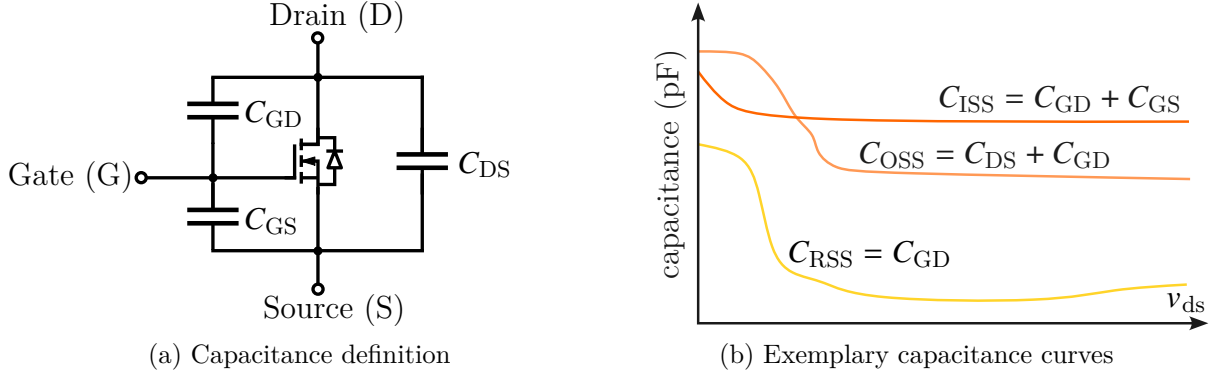 Drain (D)
C_GD
Gate (G)
C_DS
C_GS
Source (S)
(a) Capacitance definition
capacitance (pF)
C_ISS = C_GD + C_GS
C_OSS = C_DS + C_GD
C_RSS = C_GD
v_ds
(b) Exemplary capacitance curves